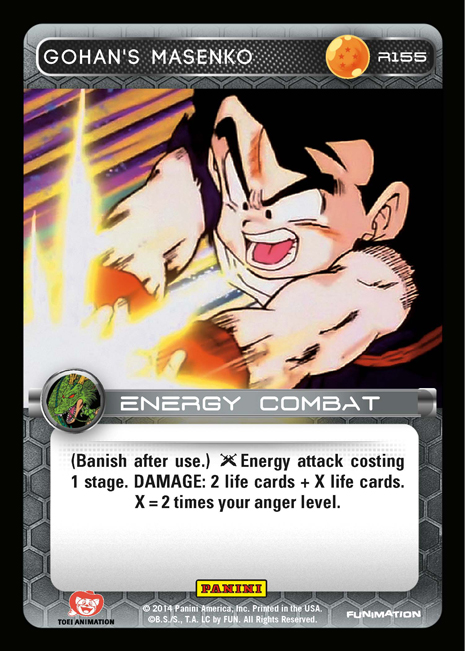 GOHAN'S MASENKO R155
ENERGY COMBAT
(Banish after use.) Energy attack costing
1 stage. DAMAGE: 2 life cards + X life cards.
X = 2 times your anger level.
PANINI
TOEI ANIMATION
© 2014 Panini America, Inc. Printed in the USA.
©B.S./S., T.A. LC by FUN. All Rights Reserved.
FUNIMATION